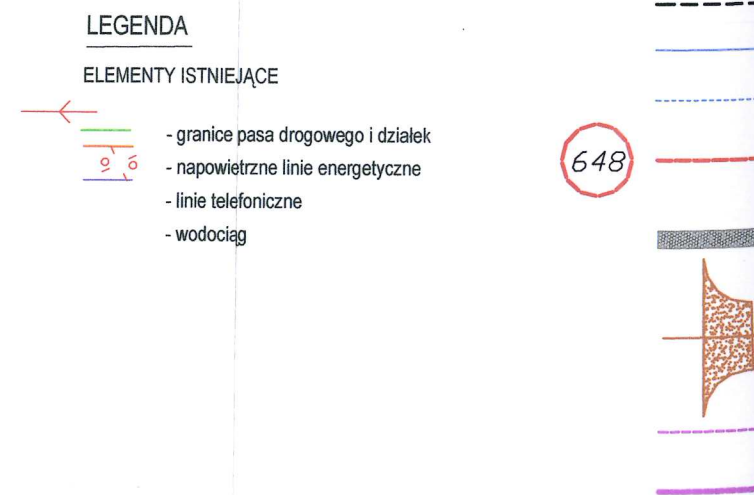 LEGENDA
ELEMENTY ISTNIEJĄCE
- granice pasa drogowego i działek
- napowietrzne linie energetyczne
- linie telefoniczne
- wodociąg
648